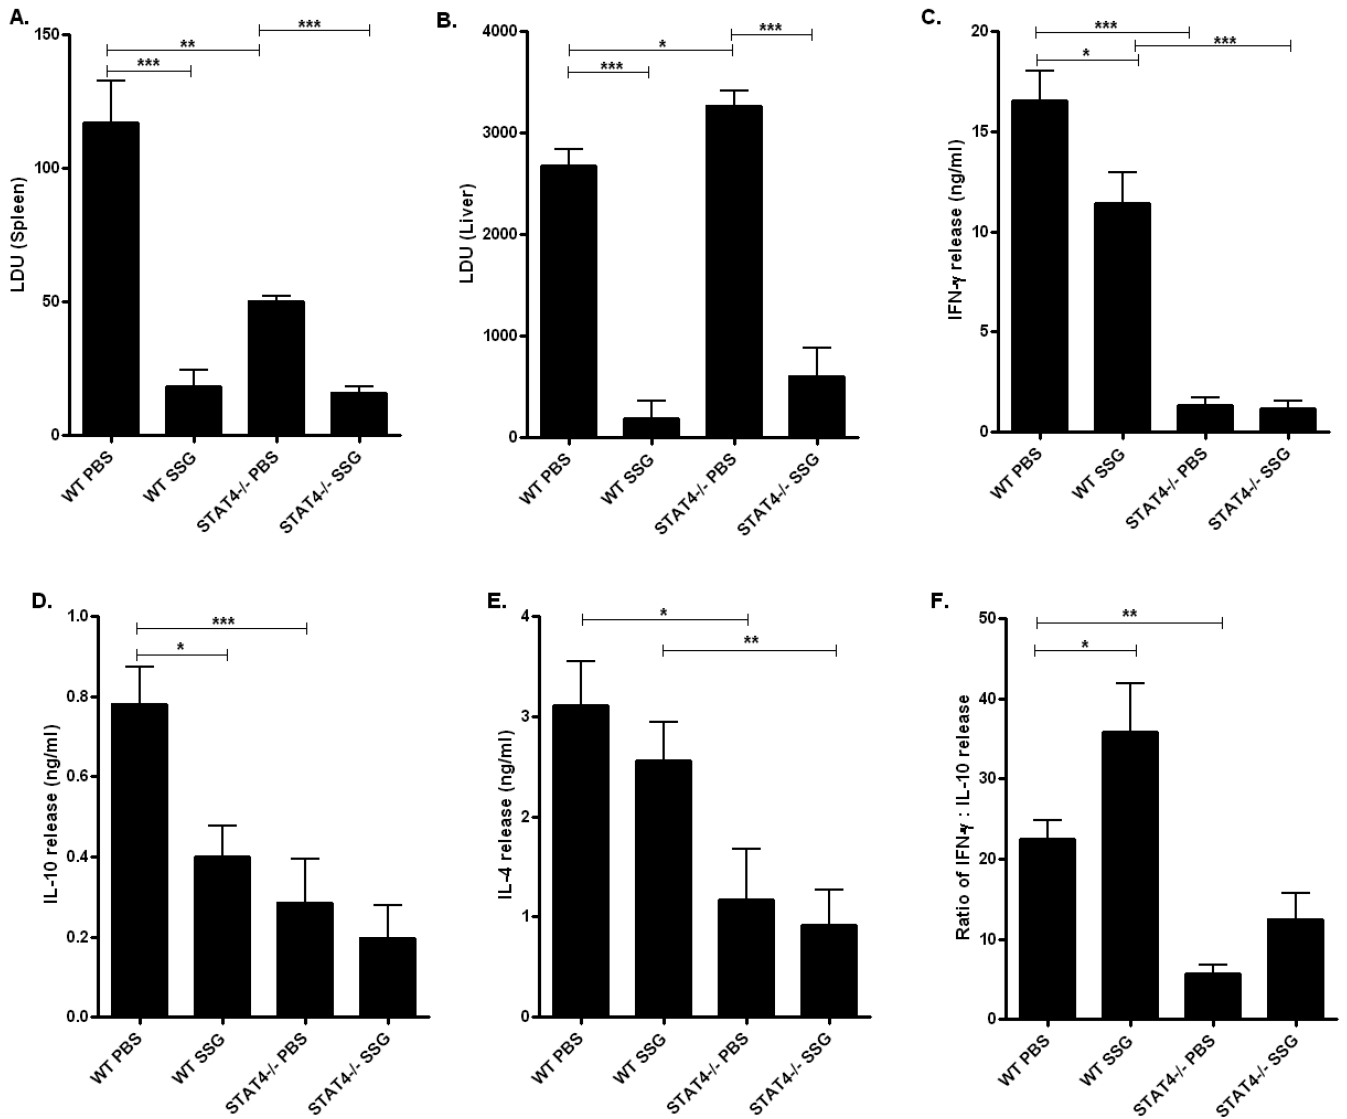 A.
***
**
***
150
100
50
0
LDU (Spleen)
WT PBS
WT SSG
STAT4-/- PBS
STAT4-/- SSG
B.
***
*
***
4000
3000
2000
1000
0
LDU (Liver)
WT PBS
WT SSG
STAT4-/- PBS
STAT4-/- SSG
C.
***
***
*
20
15
10
5
0
IFN-γ release (ng/ml)
WT PBS
WT SSG
STAT4-/- PBS
STAT4-/- SSG
D.
***
*
1.0
0.8
0.6
0.4
0.2
0.0
IL-10 release (ng/ml)
WT PBS
WT SSG
STAT4-/- PBS
STAT4-/- SSG
E.
*
**
4
3
2
1
0
IL-4 release (ng/ml)
WT PBS
WT SSG
STAT4-/- PBS
STAT4-/- SSG
F.
**
*
50
40
30
20
10
0
Ratio of IFN-γ : IL-10 release
WT PBS
WT SSG
STAT4-/- PBS
STAT4-/- SSG